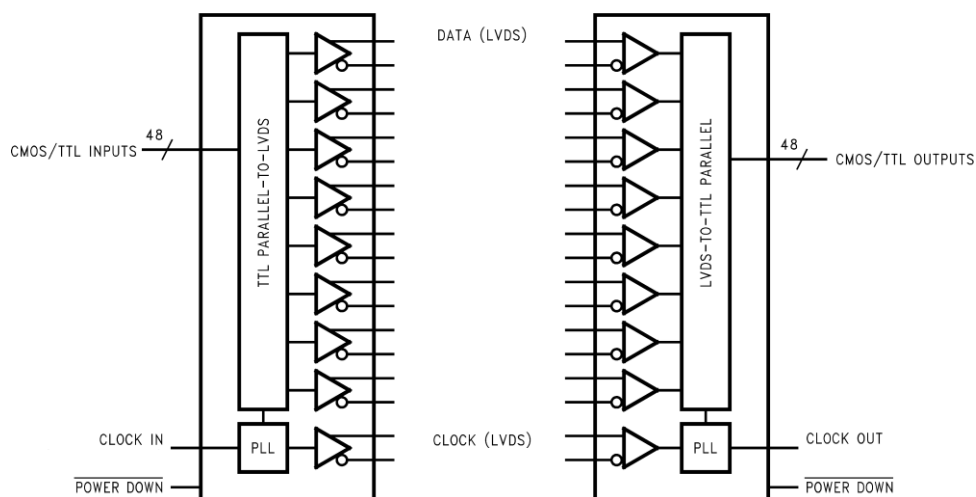 DATA (LVDS)
48
CMOS/TTL INPUTS
TTL PARALLEL-TO-LVDS
LVDS-TO-TTL PARALLEL
48
CMOS/TTL OUTPUTS
CLOCK IN
PLL
CLOCK (LVDS)
PLL
CLOCK OUT
POWER DOWN
POWER DOWN